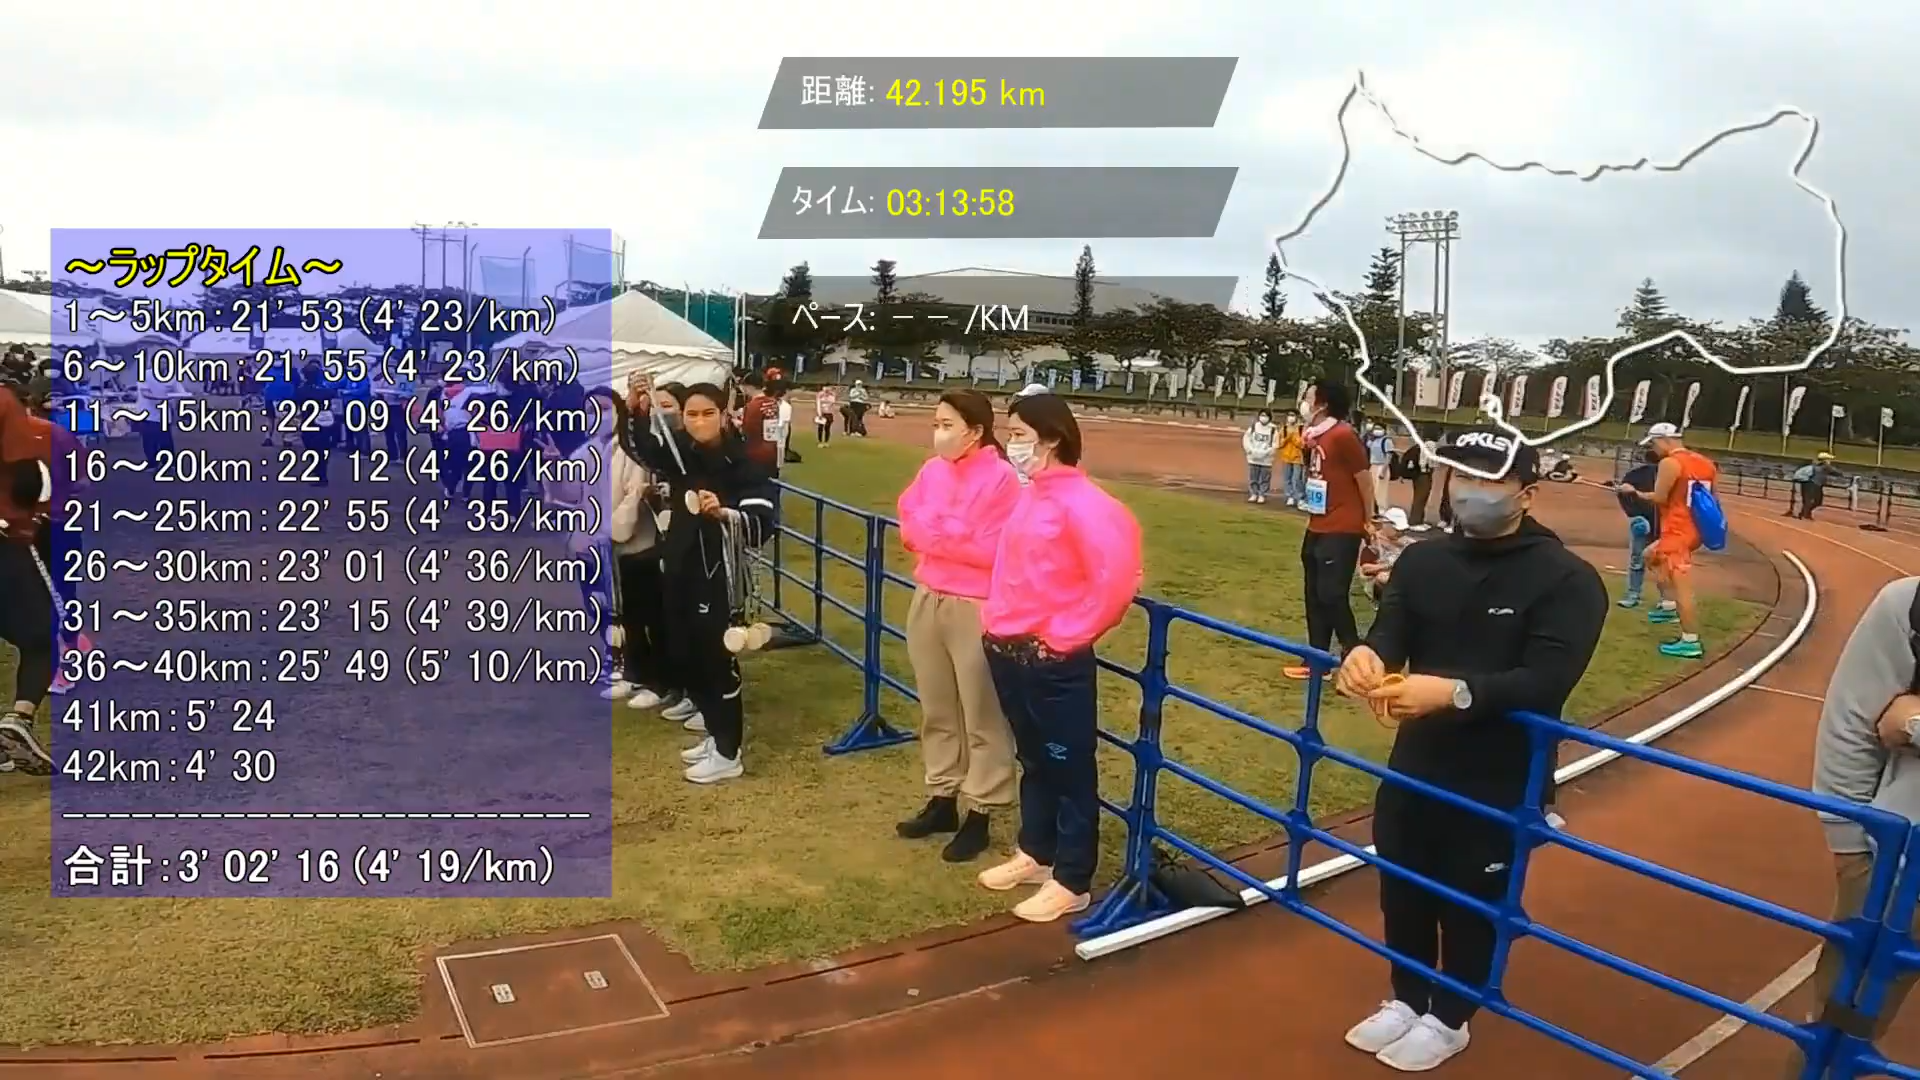 距離: 42.195 km
タイム: 03:13:58
ペース: －－ /KM
～ラップタイム～
1～5km:21' 53 (4' 23/km)
6～10km:21' 55 (4' 23/km)
11～15km:22' 09 (4' 26/km)
16～20km:22' 12 (4' 26/km)
21～25km:22' 55 (4' 35/km)
26～30km:23' 01 (4' 36/km)
31～35km:23' 15 (4' 39/km)
36～40km:25' 49 (5' 10/km)
41km:5' 24
42km:4' 30
------------------------
合計:3' 02' 16 (4' 19/km)